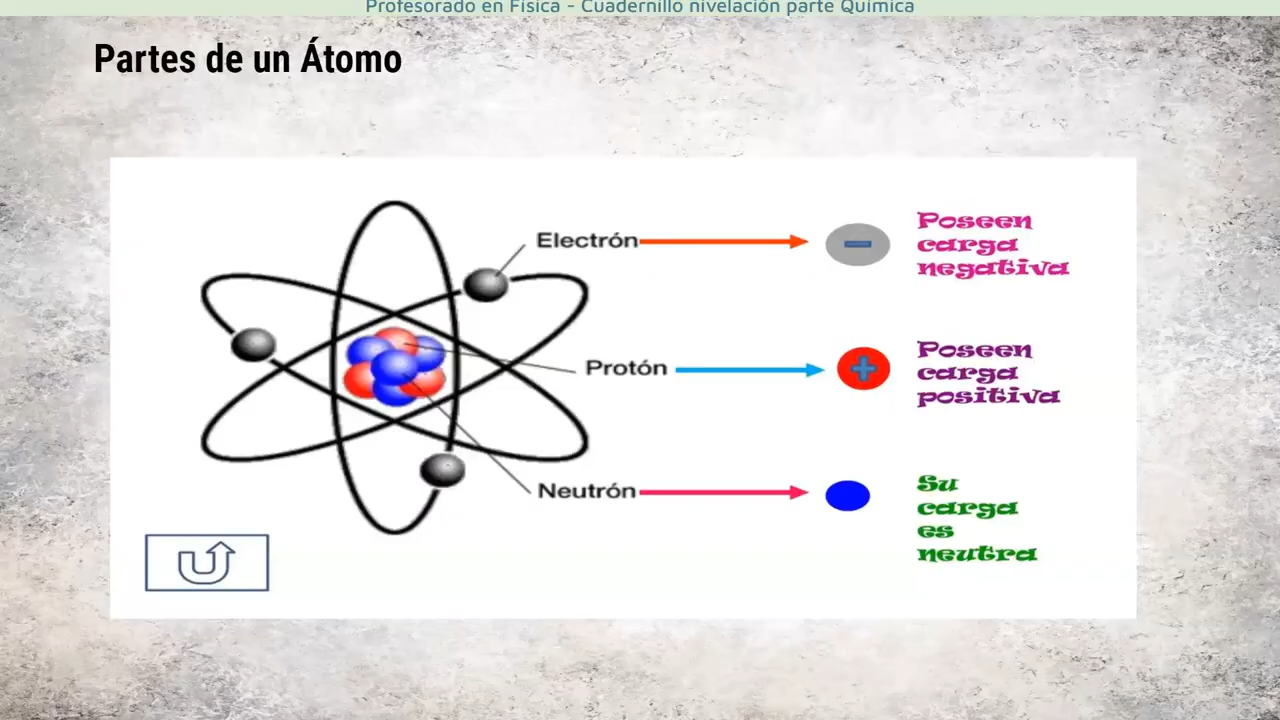 Profesorado en Física - Cuadernillo nivelación parte Química
Partes de un Átomo
Electrón
Poseen
carga
negativa
Protón
Poseen
carga
positiva
Neutrón
Su
carga
es
neutra